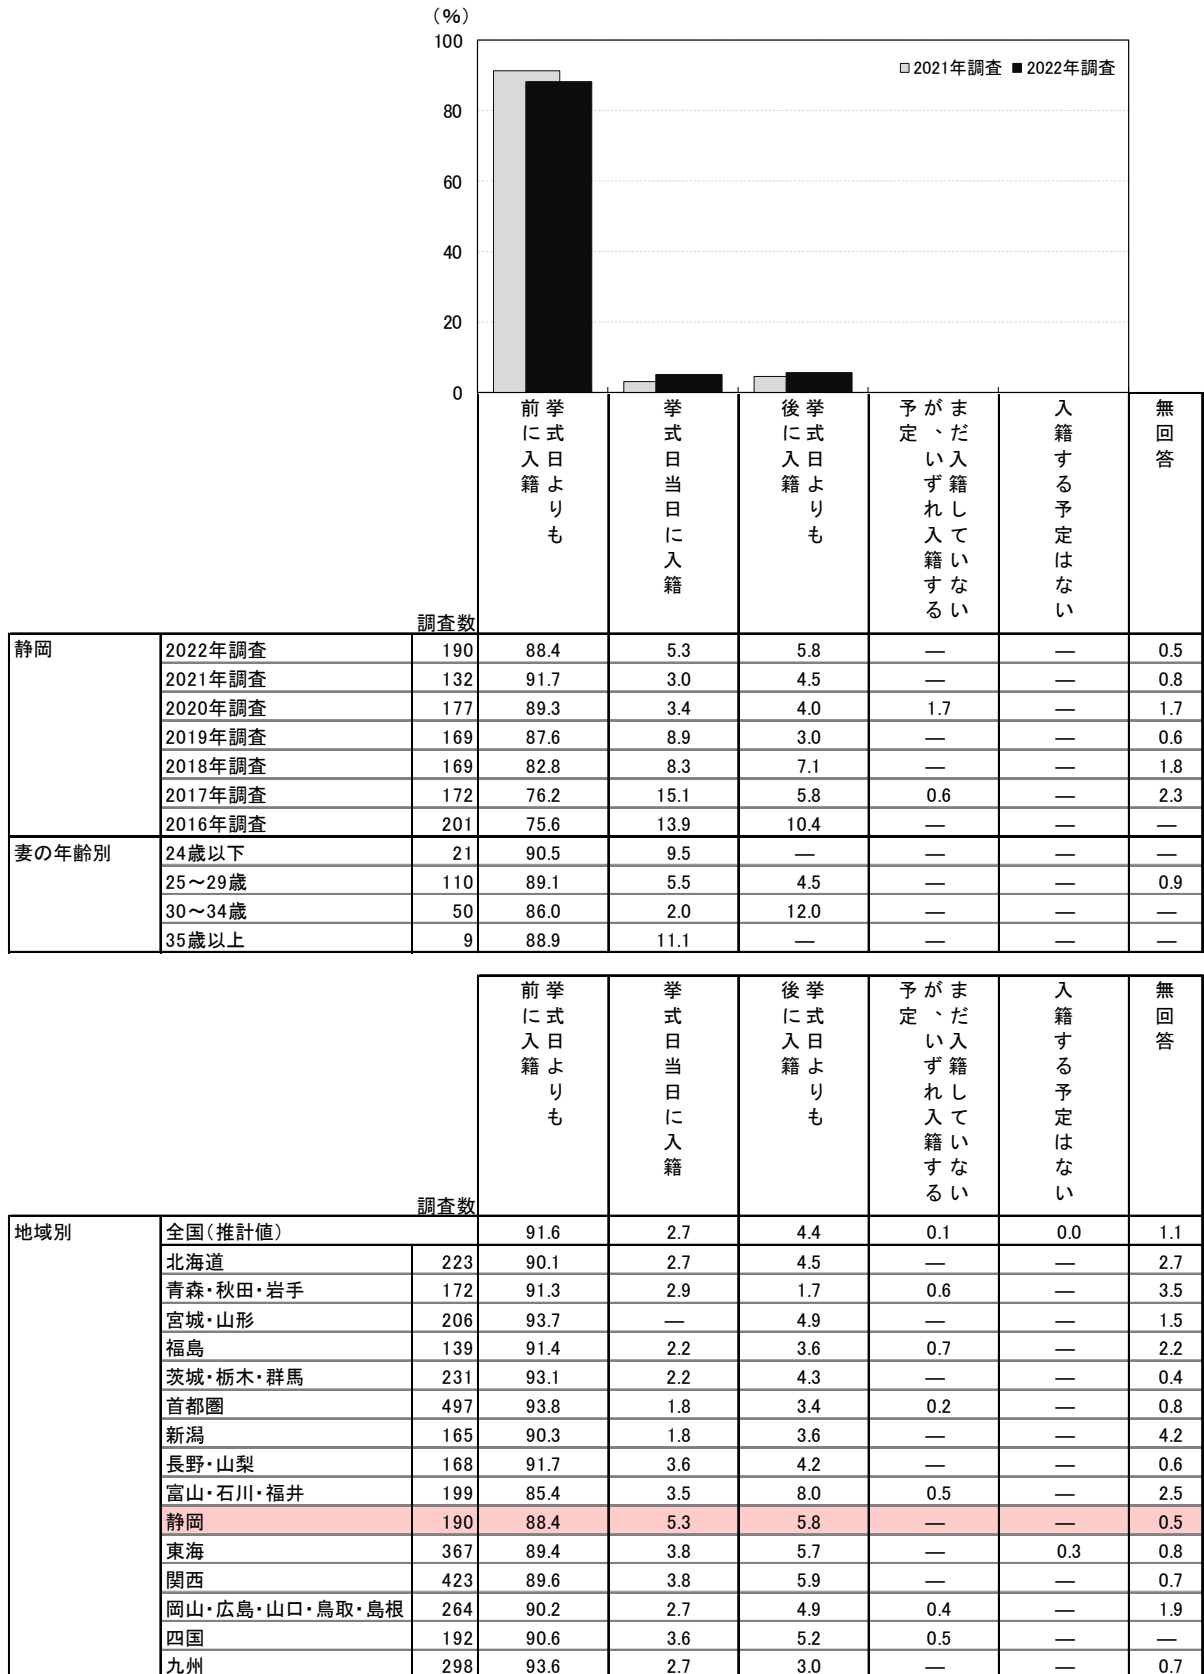 (%)
100
80
60
40
20
0
2021年調査 2022年調査
挙式日よりも
前に入籍
挙式日当日に入籍
挙式日よりも
後に入籍
まだ入籍していない
が、いずれ入籍する
予定
入籍する予定はない
無回答
調査数
静岡 2022年調査 190 88.4 5.3 5.8 — — 0.5
2021年調査 132 91.7 3.0 4.5 — — 0.8
2020年調査 177 89.3 3.4 4.0 1.7 — 1.7
2019年調査 169 87.6 8.9 3.0 — — 0.6
2018年調査 169 82.8 8.3 7.1 — — 1.8
2017年調査 172 76.2 15.1 5.8 0.6 — 2.3
2016年調査 201 75.6 13.9 10.4 — — —
妻の年齢別 24歳以下 21 90.5 9.5 — — — —
25～29歳 110 89.1 5.5 4.5 — — 0.9
30～34歳 50 86.0 2.0 12.0 — — —
35歳以上 9 88.9 11.1 — — — —
挙式日よりも
前に入籍
挙式日当日に入籍
挙式日よりも
後に入籍
まだ入籍していない
が、いずれ入籍する
予定
入籍する予定はない
無回答
調査数
地域別 全国(推計値) 91.6 2.7 4.4 0.1 0.0 1.1
北海道 223 90.1 2.7 4.5 — — 2.7
青森・秋田・岩手 172 91.3 2.9 1.7 0.6 — 3.5
宮城・山形 206 93.7 — 4.9 — — 1.5
福島 139 91.4 2.2 3.6 0.7 — 2.2
茨城・栃木・群馬 231 93.1 2.2 4.3 — — 0.4
首都圏 497 93.8 1.8 3.4 0.2 — 0.8
新潟 165 90.3 1.8 3.6 — — 4.2
長野・山梨 168 91.7 3.6 4.2 — — 0.6
富山・石川・福井 199 85.4 3.5 8.0 0.5 — 2.5
静岡 190 88.4 5.3 5.8 — — 0.5
東海 367 89.4 3.8 5.7 — 0.3 0.8
関西 423 89.6 3.8 5.9 — — 0.7
岡山・広島・山口・鳥取・島根 264 90.2 2.7 4.9 0.4 — 1.9
四国 192 90.6 3.6 5.2 0.5 — —
九州 298 93.6 2.7 3.0 — — 0.7